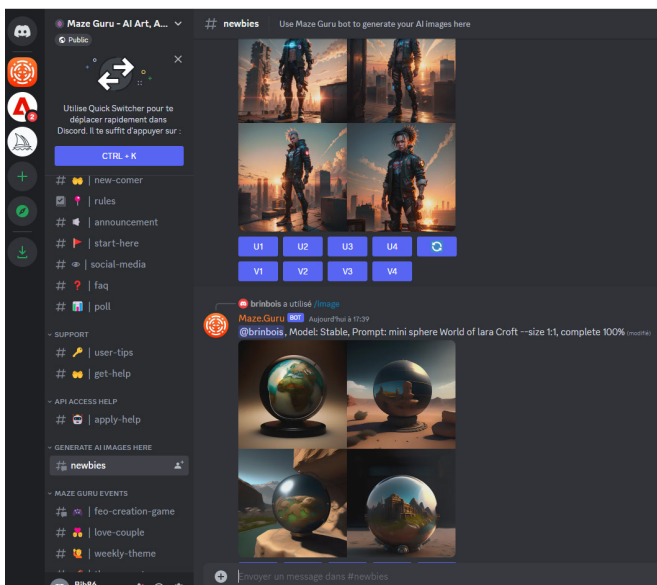 Maze Guru - AI Art, A...
Public
Utilise Quick Switcher pour te
déplacer rapidement dans
Discord. Il te suffit d'appuyer sur :
CTRL + K
2
# | new-comer
| rules
# | announcement
# | start-here
# | social-media
# ? | faq
# | poll
SUPPORT
# | user-tips
# | get-help
API ACCESS HELP
# | apply-help
GENERATE AI IMAGES HERE
newbies
MAZE GURU EVENTS
| feo-creation-game
# | love-couple
# | weekly-theme
# newbies Use Maze Guru bot to generate your AI images here
U1 U2 U3 U4
V1 V2 V3 V4
brinbois a utilisé /image
Maze.Guru BOT Aujourd'hui à 17:39
@brinbois, Model: Stable, Prompt: mini sphere World of lara Croft --size 1:1, complete 100% (modifié)
Envoyer un message dans #newbies